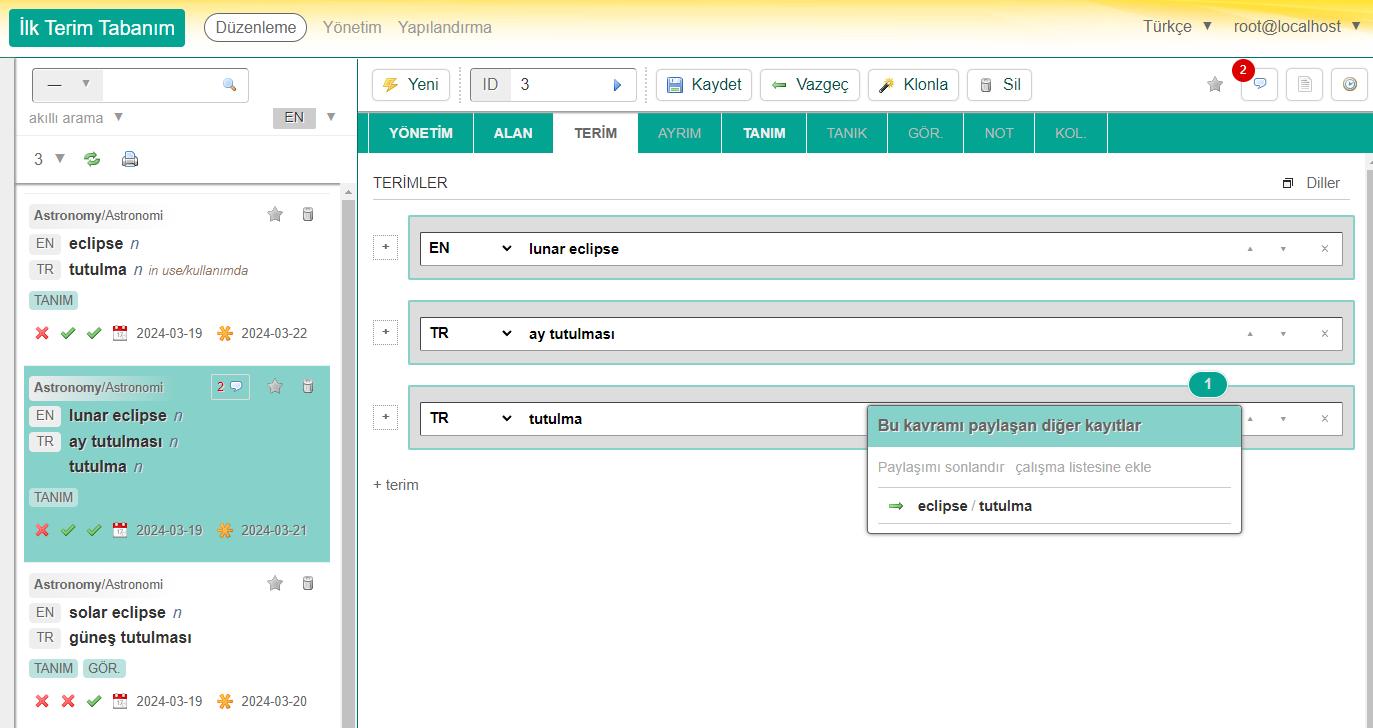 İlk Terim Tabanım Düzenleme Yönetim Yapılandırma Türkçe ▼ root@localhost ▼
— ▼
akıllı arama ▼ EN ▼
3 ▼
Astronomy/Astronomi
EN eclipse n
TR tutulma n in use/kullanımda
TANIM
2024-03-19 2024-03-22
Astronomy/Astronomi 2
EN lunar eclipse n
TR ay tutulması n
tutulma n
TANIM
2024-03-19 2024-03-21
Astronomy/Astronomi
EN solar eclipse n
TR güneş tutulması
TANIM GÖR.
2024-03-19 2024-03-20
Yeni ID 3 Kaydet Vazgeç Klonla Sil 2
YÖNETİM ALAN TERİM AYRIM TANIM TANIK GÖR. NOT KOL.
TERİMLER Diller
+ EN lunar eclipse ▲ ▼ ×
+ TR ay tutulması ▲ ▼ ×
1
+ TR tutulma ▲ ▼ ×
Bu kavramı paylaşan diğer kayıtlar
Paylaşımı sonlandır çalışma listesine ekle
eclipse / tutulma
+ terim